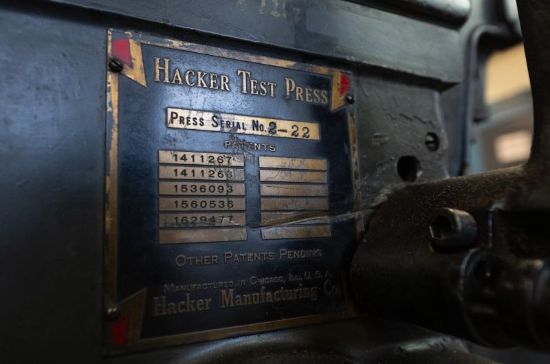 HACKER TEST PRESS
PRESS SERIAL NO. 2-22
PATENTS
1411267
1411268
1536093
1560536
1629477
OTHER PATENTS PENDING
MANUFACTURED IN CHICAGO, ILL., U.S.A.
Hacker Manufacturing Co.